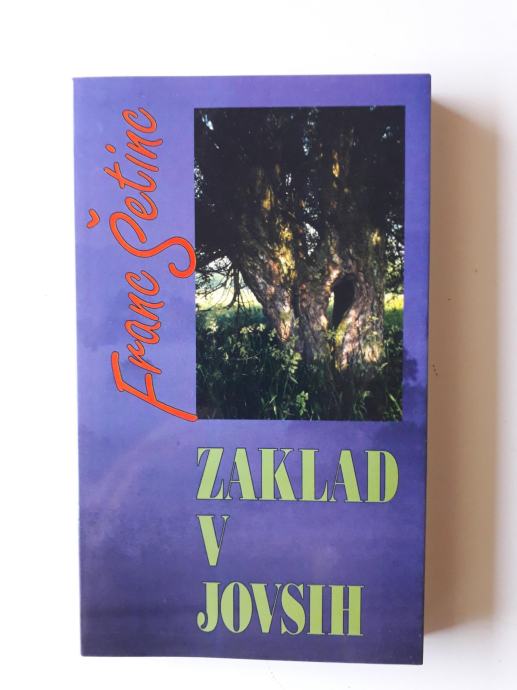 Franc Šetinc
ZAKLAD
V
JOVSIH